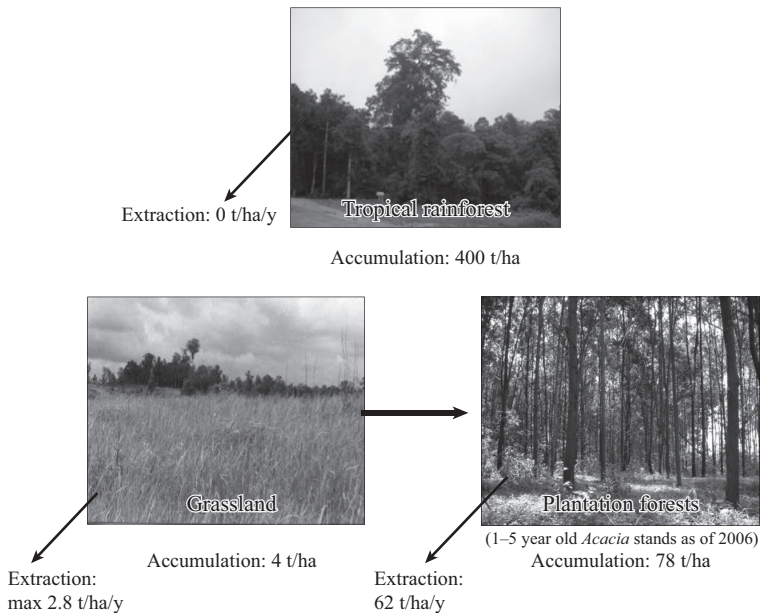 Tropical rainforest
Extraction: 0 t/ha/y
Accumulation: 400 t/ha
Grassland
Accumulation: 4 t/ha
Extraction:
max 2.8 t/ha/y
Plantation forests
(1–5 year old Acacia stands as of 2006)
Accumulation: 78 t/ha
Extraction:
62 t/ha/y